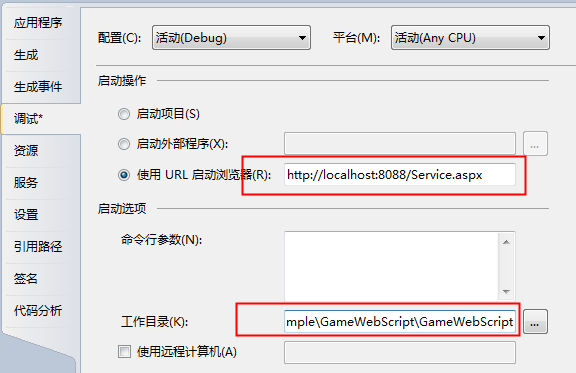 应用程序
生成
生成事件
调试*
资源
服务
设置
引用路径
签名
代码分析
配置(C): 活动(Debug) 平台(M): 活动(Any CPU)
启动操作
启动项目(S)
启动外部程序(X): ...
使用 URL 启动浏览器(R): http://localhost:8088/Service.aspx
启动选项
命令行参数(N):
工作目录(K): mple\GameWebScript\GameWebScript ...
使用远程计算机(A)